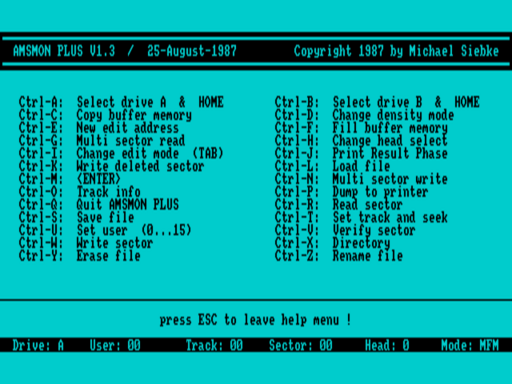 AMSMON PLUS V1.3 / 25-August-1987 Copyright 1987 by Michael Siebke
Ctrl-A: Select drive A & HOME Ctrl-B: Select drive B & HOME
Ctrl-C: Copy buffer memory Ctrl-D: Change density mode
Ctrl-E: New edit address Ctrl-F: Fill buffer memory
Ctrl-G: Multi sector read Ctrl-H: Change head select
Ctrl-I: Change edit mode (TAB) Ctrl-J: Print Result Phase
Ctrl-K: Write deleted sector Ctrl-L: Load file
Ctrl-M: <ENTER> Ctrl-N: Multi sector write
Ctrl-O: Track info Ctrl-P: Dump to printer
Ctrl-Q: Quit AMSMON PLUS Ctrl-R: Read sector
Ctrl-S: Save file Ctrl-T: Set track and seek
Ctrl-U: Set user (0...15) Ctrl-V: Verify sector
Ctrl-W: Write sector Ctrl-X: Directory
Ctrl-Y: Erase file Ctrl-Z: Rename file
press ESC to leave help menu !
Drive: A User: 00 Track: 00 Sector: 00 Head: 0 Mode: MFM